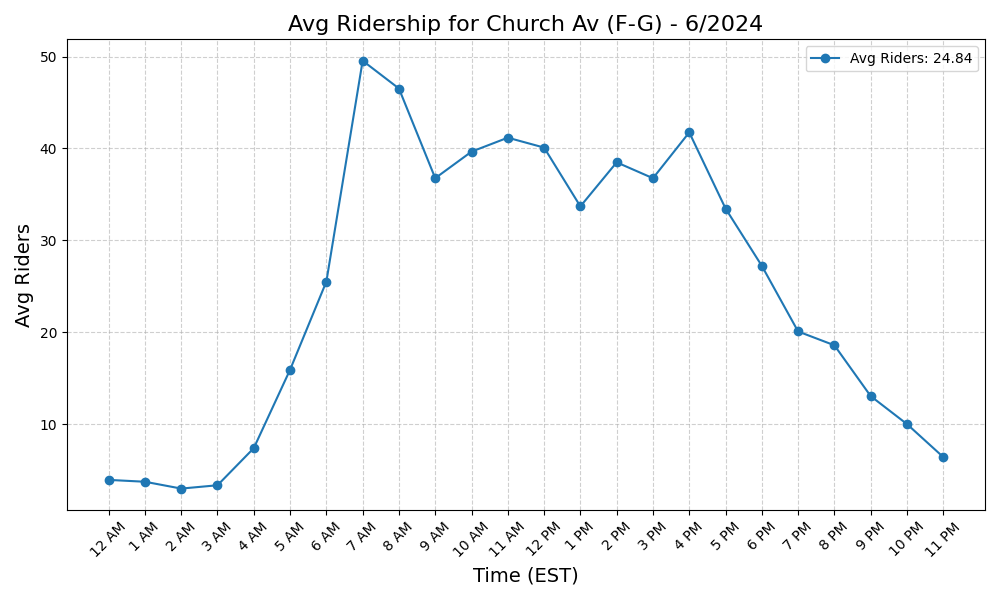 Avg Ridership for Church Av (F-G) - 6/2024
Avg Riders: 24.84
Avg Riders
50
40
30
20
10
12 AM
1 AM
2 AM
3 AM
4 AM
5 AM
6 AM
7 AM
8 AM
9 AM
10 AM
11 AM
12 PM
1 PM
2 PM
3 PM
4 PM
5 PM
6 PM
7 PM
8 PM
9 PM
10 PM
11 PM
Time (EST)